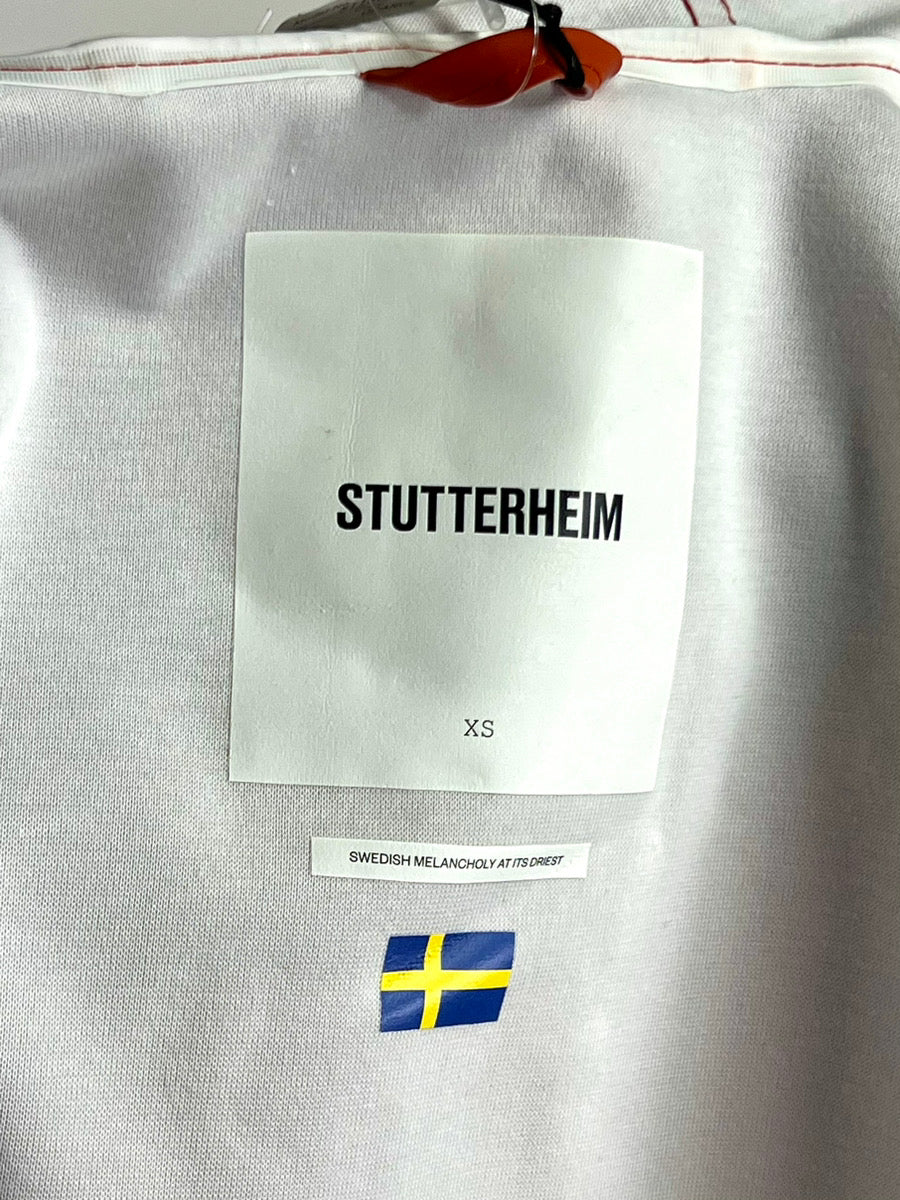 STUTTERHEIM
XS
SWEDISH MELANCHOLY AT ITS DRIEST